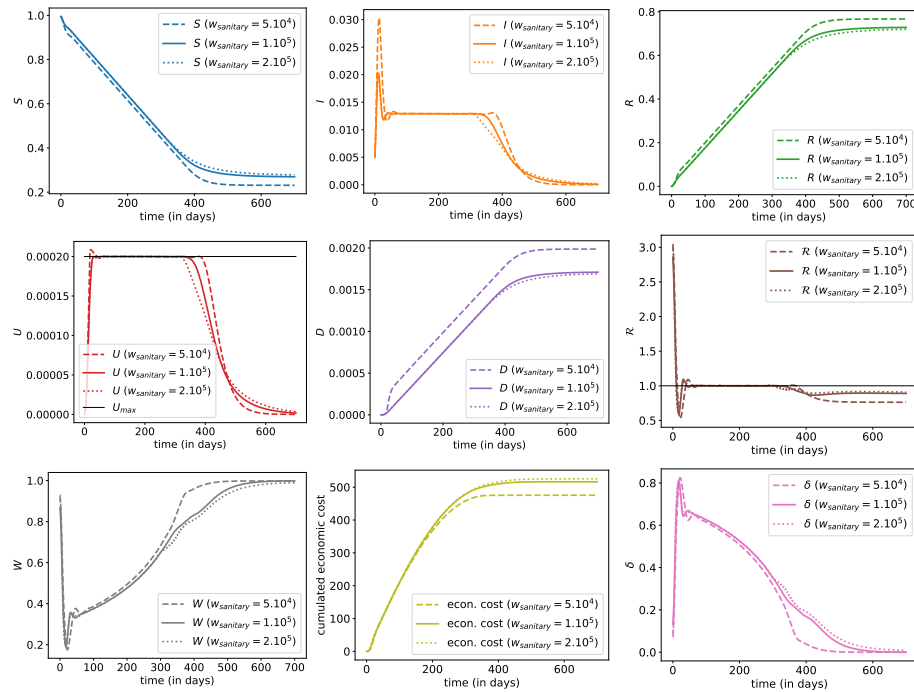 1.0
0.8
0.6
0.4
0.2
S
0
200
400
600
time (in days)
S (w_sanitary = 5.10^4)
S (w_sanitary = 1.10^5)
S (w_sanitary = 2.10^5)
0.030
0.025
0.020
0.015
0.010
0.005
0.000
I
0
200
400
600
time (in days)
I (w_sanitary = 5.10^4)
I (w_sanitary = 1.10^5)
I (w_sanitary = 2.10^5)
0.8
0.6
0.4
0.2
0.0
R
0
100
200
300
400
500
600
700
time (in days)
R (w_sanitary = 5.10^4)
R (w_sanitary = 1.10^5)
R (w_sanitary = 2.10^5)
0.00020
0.00015
0.00010
0.00005
0.00000
U
0
200
400
600
time (in days)
U (w_sanitary = 5.10^4)
U (w_sanitary = 1.10^5)
U (w_sanitary = 2.10^5)
U_max
0.0020
0.0015
0.0010
0.0005
0.0000
D
0
200
400
600
time (in days)
D (w_sanitary = 5.10^4)
D (w_sanitary = 1.10^5)
D (w_sanitary = 2.10^5)
3.0
2.5
2.0
1.5
1.0
0.5
ℛ
0
200
400
600
time (in days)
ℛ (w_sanitary = 5.10^4)
ℛ (w_sanitary = 1.10^5)
ℛ (w_sanitary = 2.10^5)
1.0
0.8
0.6
0.4
0.2
W
0
100
200
300
400
500
600
700
time (in days)
W (w_sanitary = 5.10^4)
W (w_sanitary = 1.10^5)
W (w_sanitary = 2.10^5)
500
400
300
200
100
0
cumulated economic cost
0
200
400
600
time (in days)
econ. cost (w_sanitary = 5.10^4)
econ. cost (w_sanitary = 1.10^5)
econ. cost (w_sanitary = 2.10^5)
0.8
0.6
0.4
0.2
0.0
δ
0
200
400
600
time (in days)
δ (w_sanitary = 5.10^4)
δ (w_sanitary = 1.10^5)
δ (w_sanitary = 2.10^5)